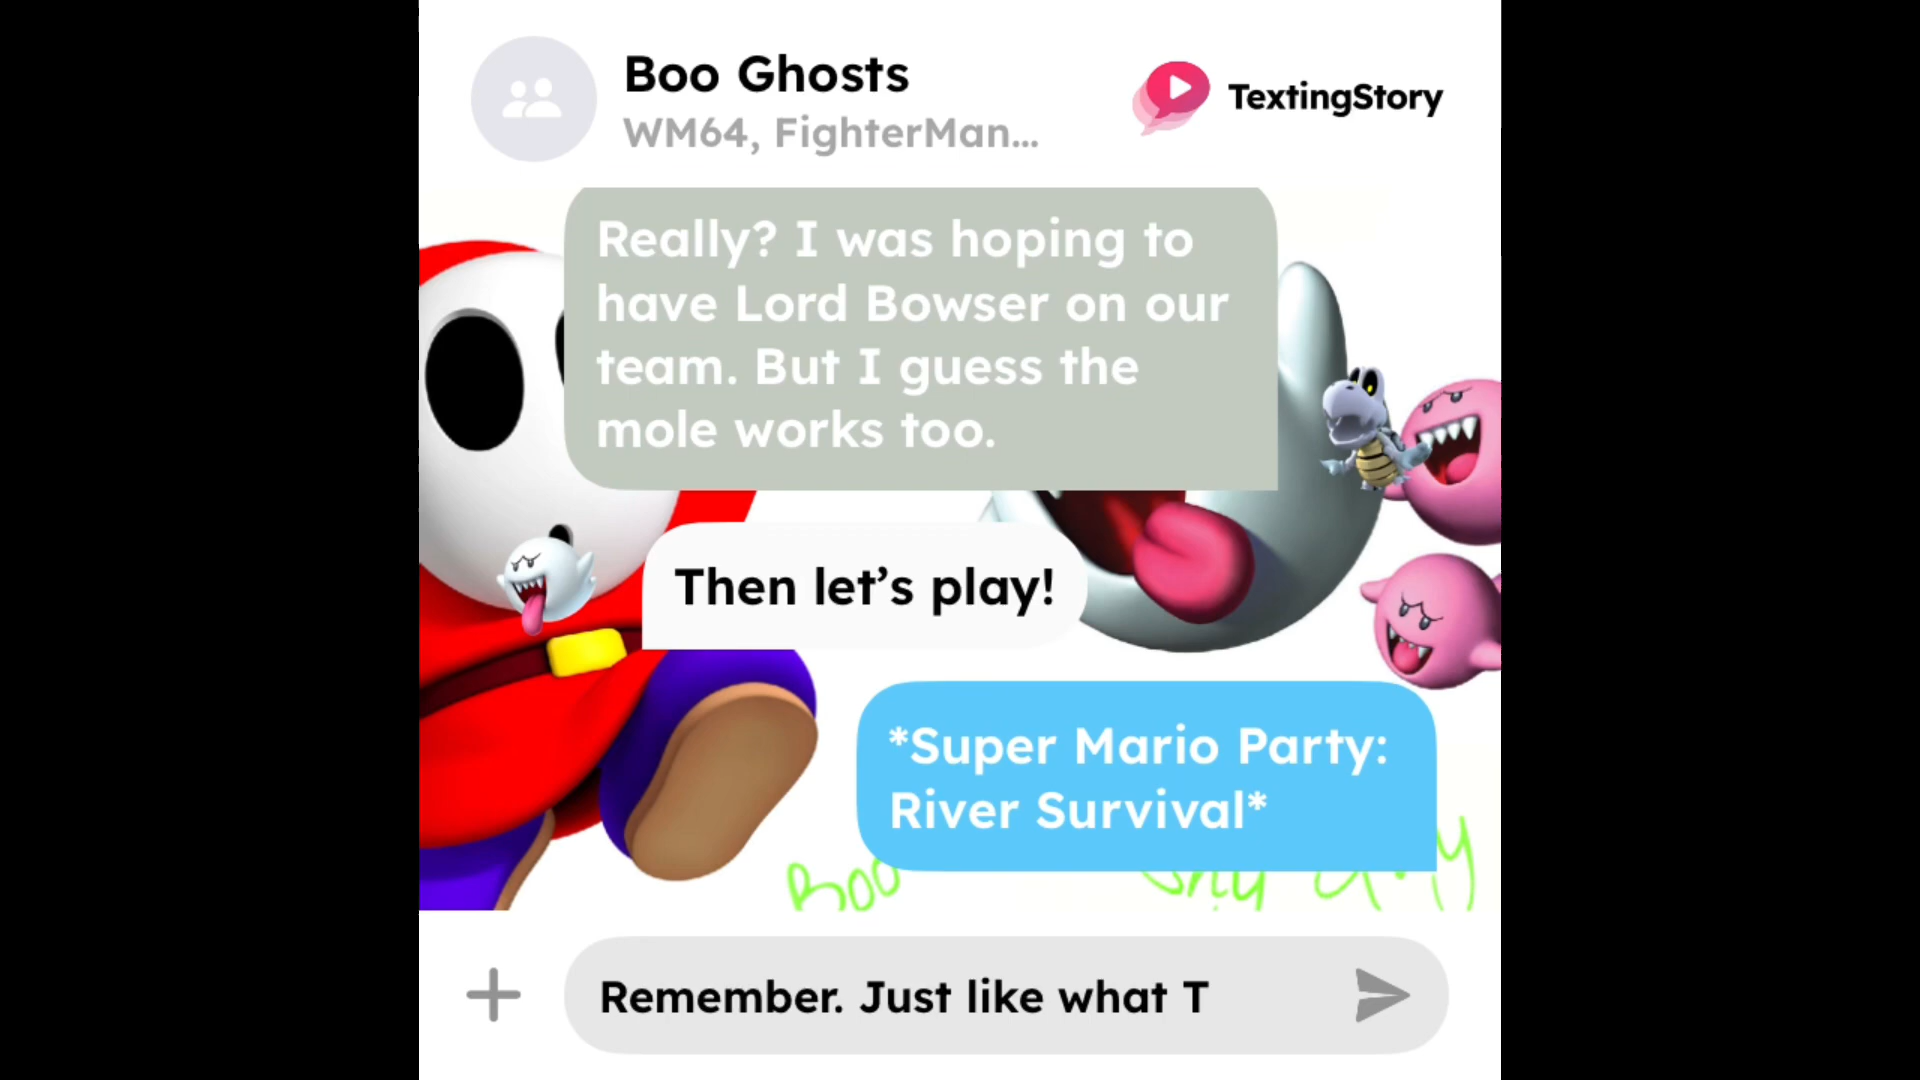 Boo Ghosts
WM64, FighterMan...
TextingStory
Really? I was hoping to
have Lord Bowser on our
team. But I guess the
mole works too.
Then let’s play!
*Super Mario Party:
River Survival*
Boo
Remember. Just like what T